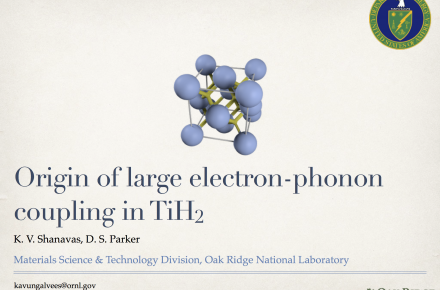 Origin of large electron-phonon
coupling in TiH₂
K. V. Shanavas, D. S. Parker
Materials Science & Technology Division, Oak Ridge National Laboratory
kavungalvees@ornl.gov